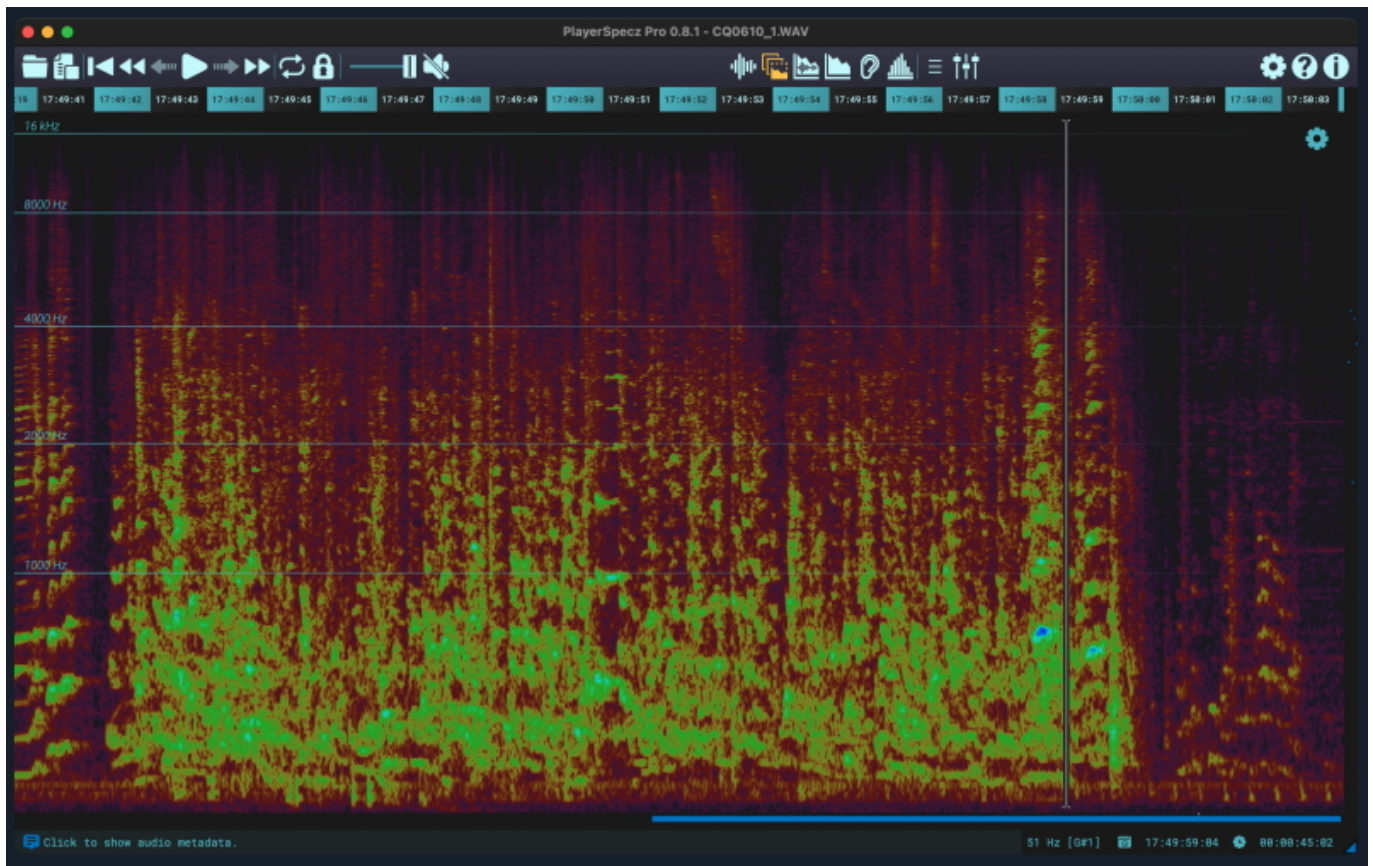 PlayerSpecz Pro 0.8.1 - CQ0610_1.WAV
:19 17:49:41 17:49:42 17:49:43 17:49:44 17:49:45 17:49:46 17:49:47 17:49:48 17:49:49 17:49:50 17:49:51 17:49:52 17:49:53 17:49:54 17:49:55 17:49:56 17:49:57 17:49:58 17:49:59 17:50:00 17:50:01 17:50:02 17:50:03
16 kHz
8000 Hz
4000 Hz
2000 Hz
1000 Hz
Click to show audio metadata.
51 Hz [G#1] 17:49:59:04 00:00:45:02